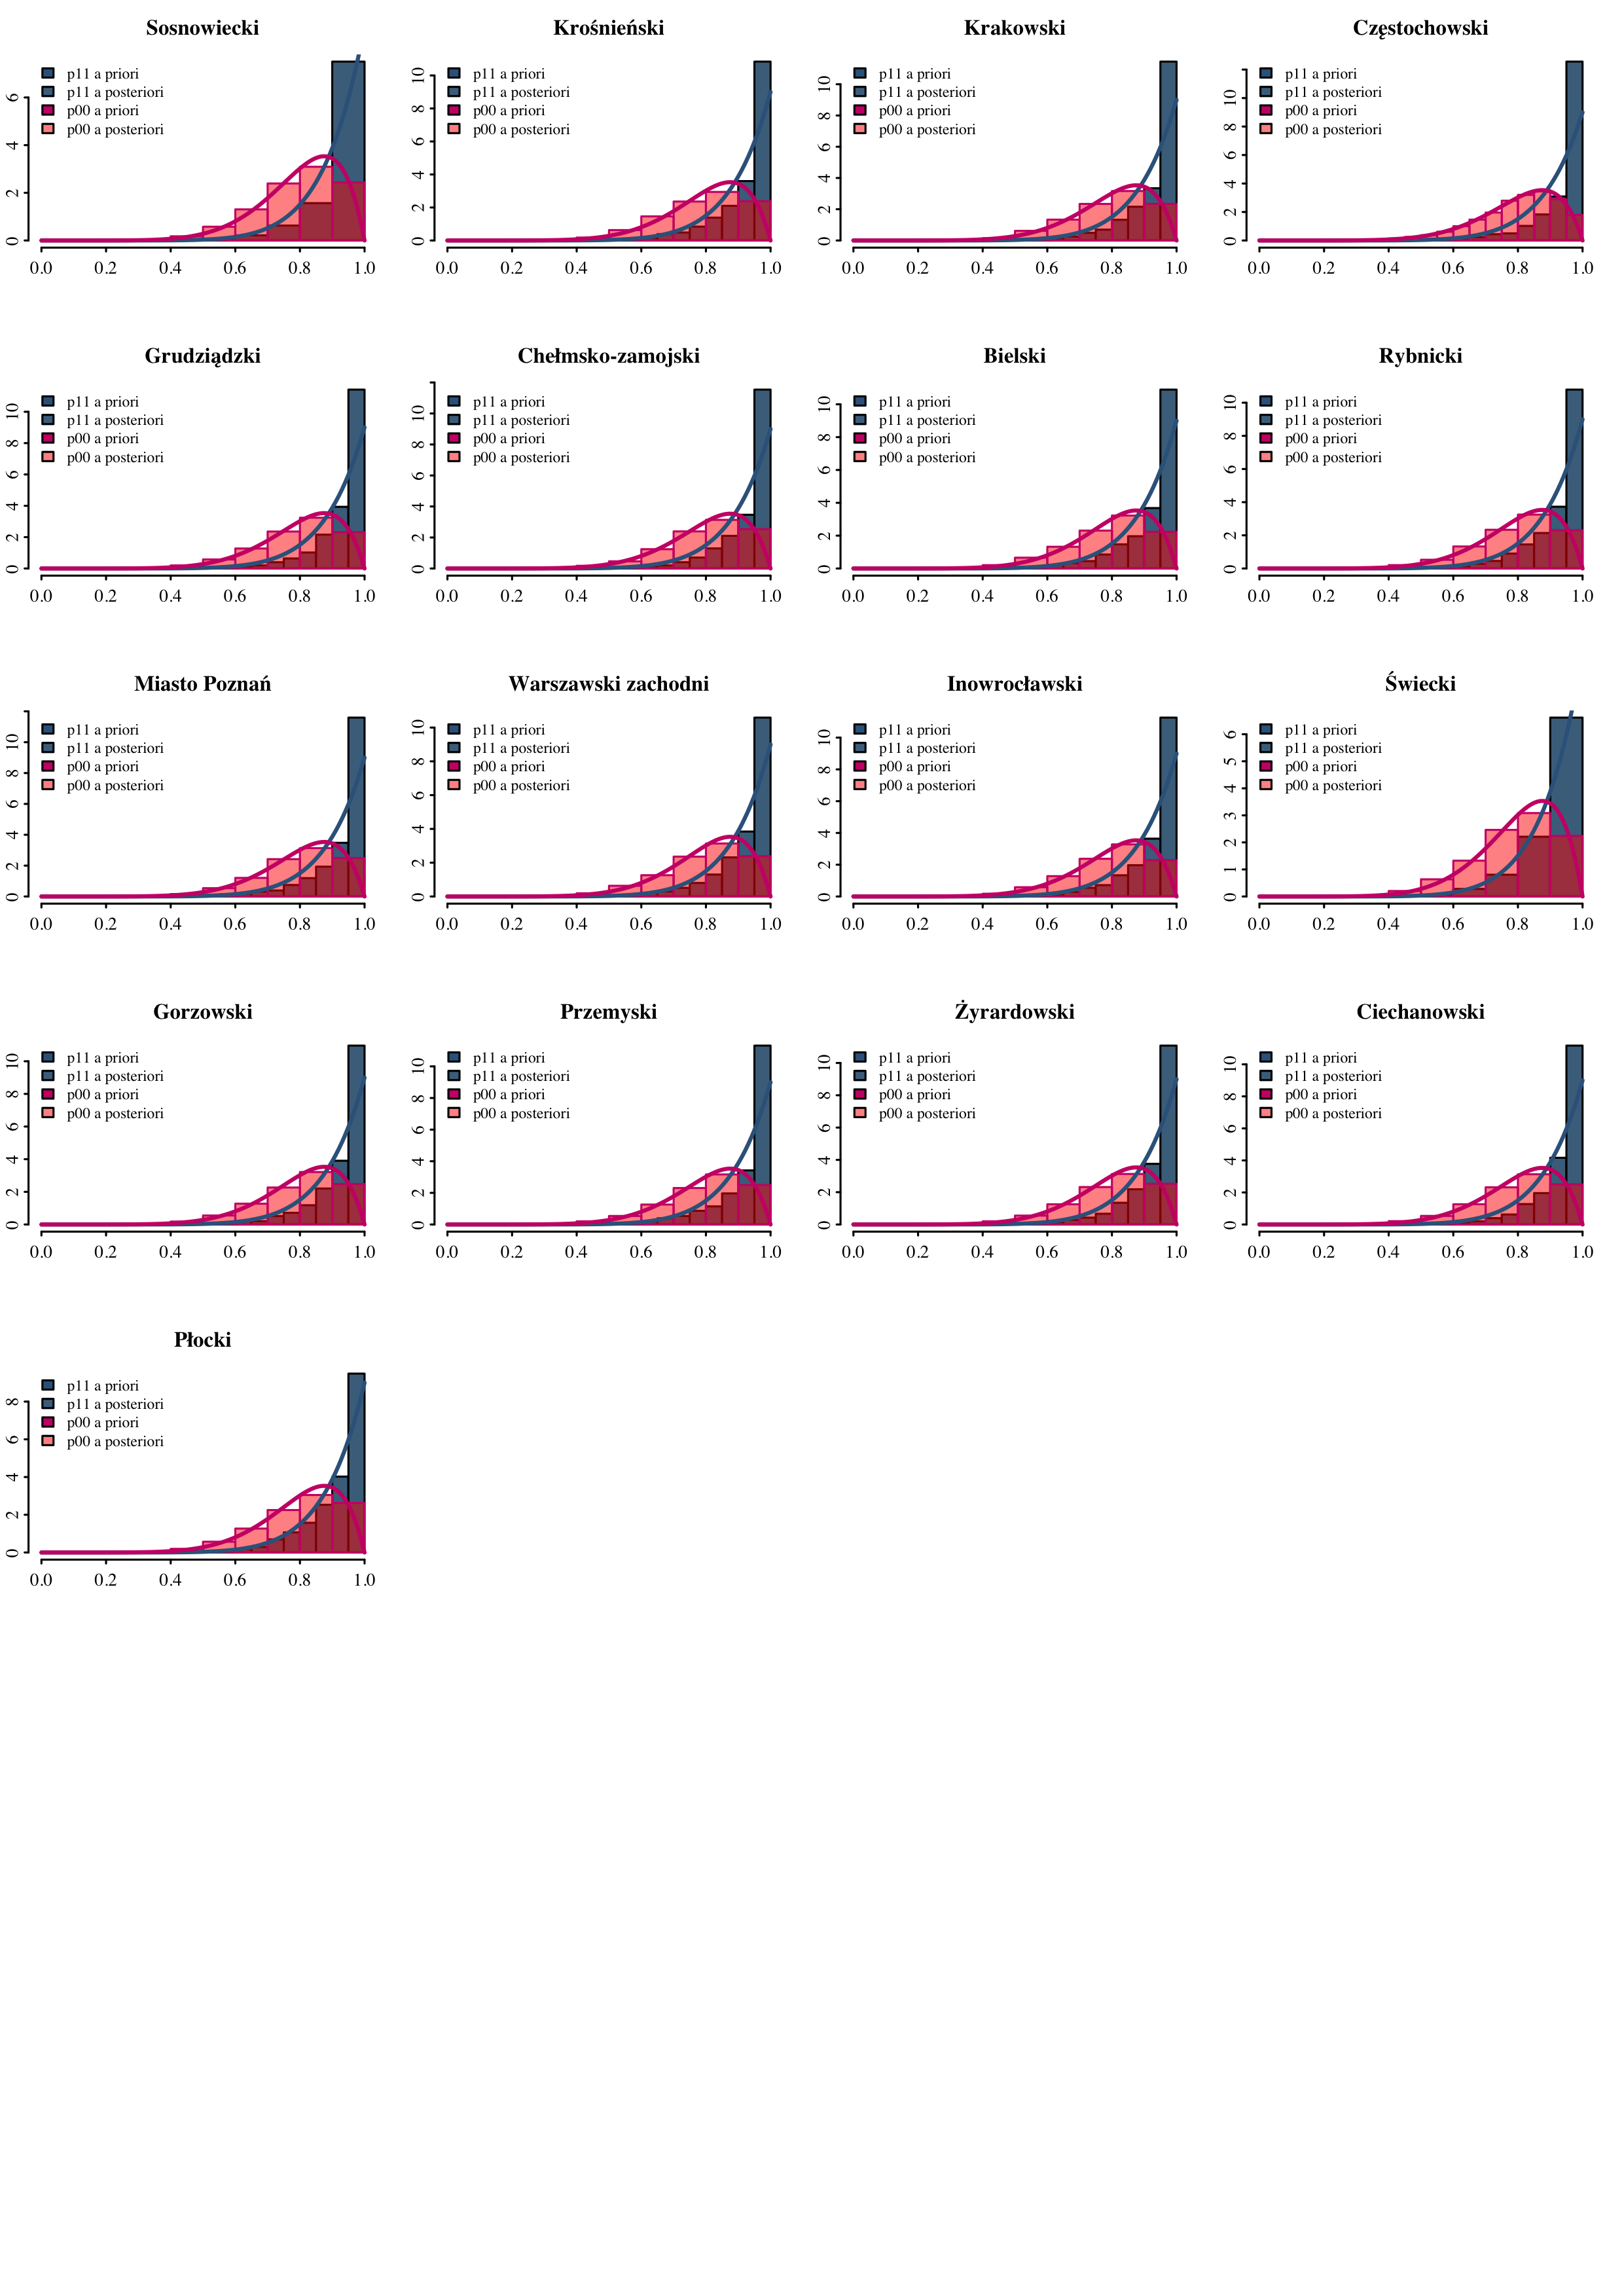 Sosnowiecki
p11 a priori
p11 a posteriori
p00 a priori
p00 a posteriori
0 2 4 6
0.0 0.2 0.4 0.6 0.8 1.0
Krośnieński
p11 a priori
p11 a posteriori
p00 a priori
p00 a posteriori
0 2 4 6 8 10
0.0 0.2 0.4 0.6 0.8 1.0
Krakowski
p11 a priori
p11 a posteriori
p00 a priori
p00 a posteriori
0 2 4 6 8 10
0.0 0.2 0.4 0.6 0.8 1.0
Częstochowski
p11 a priori
p11 a posteriori
p00 a priori
p00 a posteriori
0 2 4 6 8 10
0.0 0.2 0.4 0.6 0.8 1.0
Grudziądzki
p11 a priori
p11 a posteriori
p00 a priori
p00 a posteriori
0 2 4 6 8 10
0.0 0.2 0.4 0.6 0.8 1.0
Chełmsko-zamojski
p11 a priori
p11 a posteriori
p00 a priori
p00 a posteriori
0 2 4 6 8 10
0.0 0.2 0.4 0.6 0.8 1.0
Bielski
p11 a priori
p11 a posteriori
p00 a priori
p00 a posteriori
0 2 4 6 8 10
0.0 0.2 0.4 0.6 0.8 1.0
Rybnicki
p11 a priori
p11 a posteriori
p00 a priori
p00 a posteriori
0 2 4 6 8 10
0.0 0.2 0.4 0.6 0.8 1.0
Miasto Poznań
p11 a priori
p11 a posteriori
p00 a priori
p00 a posteriori
0 2 4 6 8 10
0.0 0.2 0.4 0.6 0.8 1.0
Warszawski zachodni
p11 a priori
p11 a posteriori
p00 a priori
p00 a posteriori
0 2 4 6 8 10
0.0 0.2 0.4 0.6 0.8 1.0
Inowrocławski
p11 a priori
p11 a posteriori
p00 a priori
p00 a posteriori
0 2 4 6 8 10
0.0 0.2 0.4 0.6 0.8 1.0
Świecki
p11 a priori
p11 a posteriori
p00 a priori
p00 a posteriori
0 1 2 3 4 5 6
0.0 0.2 0.4 0.6 0.8 1.0
Gorzowski
p11 a priori
p11 a posteriori
p00 a priori
p00 a posteriori
0 2 4 6 8 10
0.0 0.2 0.4 0.6 0.8 1.0
Przemyski
p11 a priori
p11 a posteriori
p00 a priori
p00 a posteriori
0 2 4 6 8 10
0.0 0.2 0.4 0.6 0.8 1.0
Żyrardowski
p11 a priori
p11 a posteriori
p00 a priori
p00 a posteriori
0 2 4 6 8 10
0.0 0.2 0.4 0.6 0.8 1.0
Ciechanowski
p11 a priori
p11 a posteriori
p00 a priori
p00 a posteriori
0 2 4 6 8 10
0.0 0.2 0.4 0.6 0.8 1.0
Płocki
p11 a priori
p11 a posteriori
p00 a priori
p00 a posteriori
0 2 4 6 8
0.0 0.2 0.4 0.6 0.8 1.0